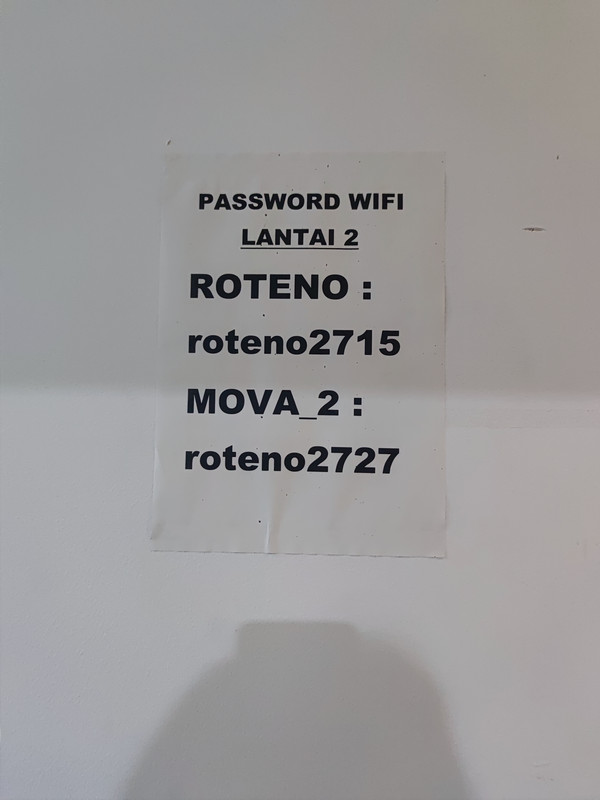 PASSWORD WIFI
LANTAI 2
ROTENO :
roteno2715
MOVA_2 :
roteno2727